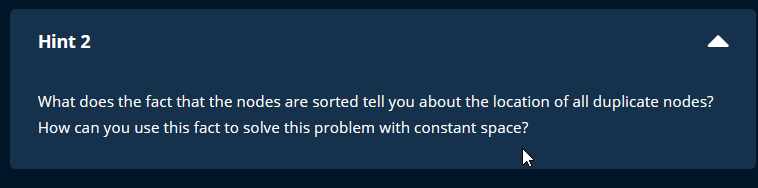 Hint 2
What does the fact that the nodes are sorted tell you about the location of all duplicate nodes?
How can you use this fact to solve this problem with constant space?